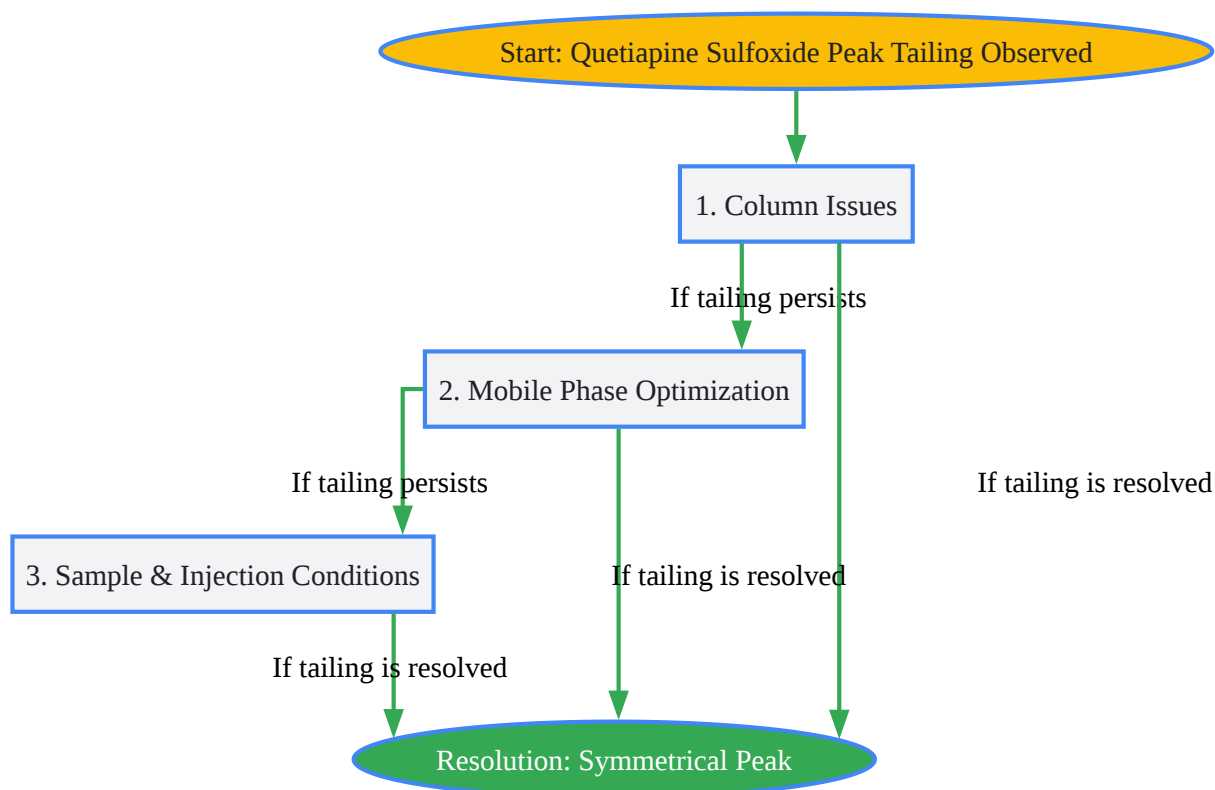 Start: Quetiapine Sulfoxide Peak Tailing Observed
1. Column Issues
If tailing persists
2. Mobile Phase Optimization
If tailing persists
If tailing is resolved
3. Sample & Injection Conditions
If tailing is resolved
If tailing is resolved
Resolution: Symmetrical Peak